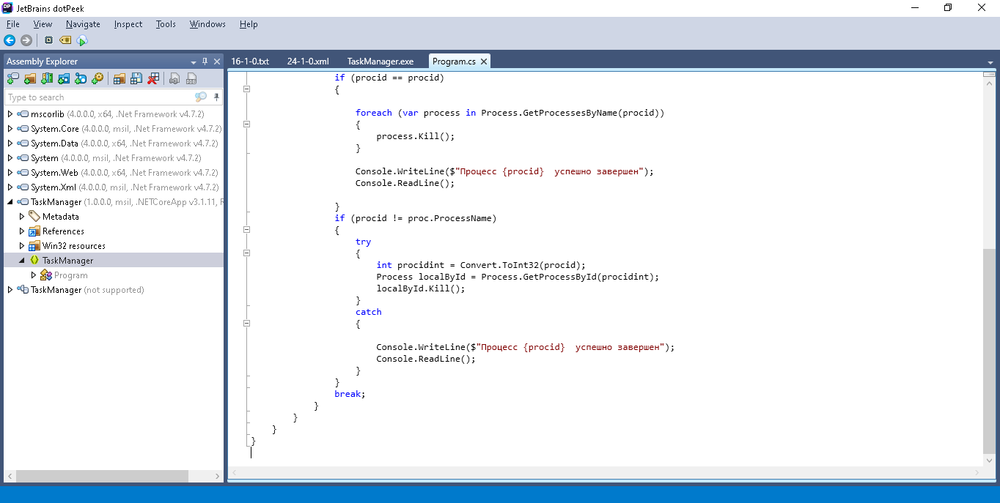 JetBrains dotPeek
File View Navigate Inspect Tools Windows Help
Assembly Explorer
Type to search
mscorlib (4.0.0.0, x64, .Net Framework v4.7.2)
System.Core (4.0.0.0, msil, .Net Framework v4.7.2)
System.Data (4.0.0.0, x64, .Net Framework v4.7.2)
System (4.0.0.0, msil, .Net Framework v4.7.2)
System.Web (4.0.0.0, x64, .Net Framework v4.7.2)
System.Xml (4.0.0.0, msil, .Net Framework v4.7.2)
TaskManager (1.0.0.0, msil, .NETCoreApp v3.1.11, R
Metadata
References
Win32 resources
TaskManager
Program
TaskManager (not supported)
16-1-0.txt 24-1-0.xml TaskManager.exe Program.cs
if (procid == procid)
{
foreach (var process in Process.GetProcessesByName(procid))
{
process.Kill();
}
Console.WriteLine($"Процесс {procid}  успешно завершен");
Console.ReadLine();
}
if (procid != proc.ProcessName)
{
try
{
int procidint = Convert.ToInt32(procid);
Process localById = Process.GetProcessById(procidint);
localById.Kill();
}
catch
{
Console.WriteLine($"Процесс {procid}  успешно завершен");
Console.ReadLine();
}
}
break;
}
}
}
}